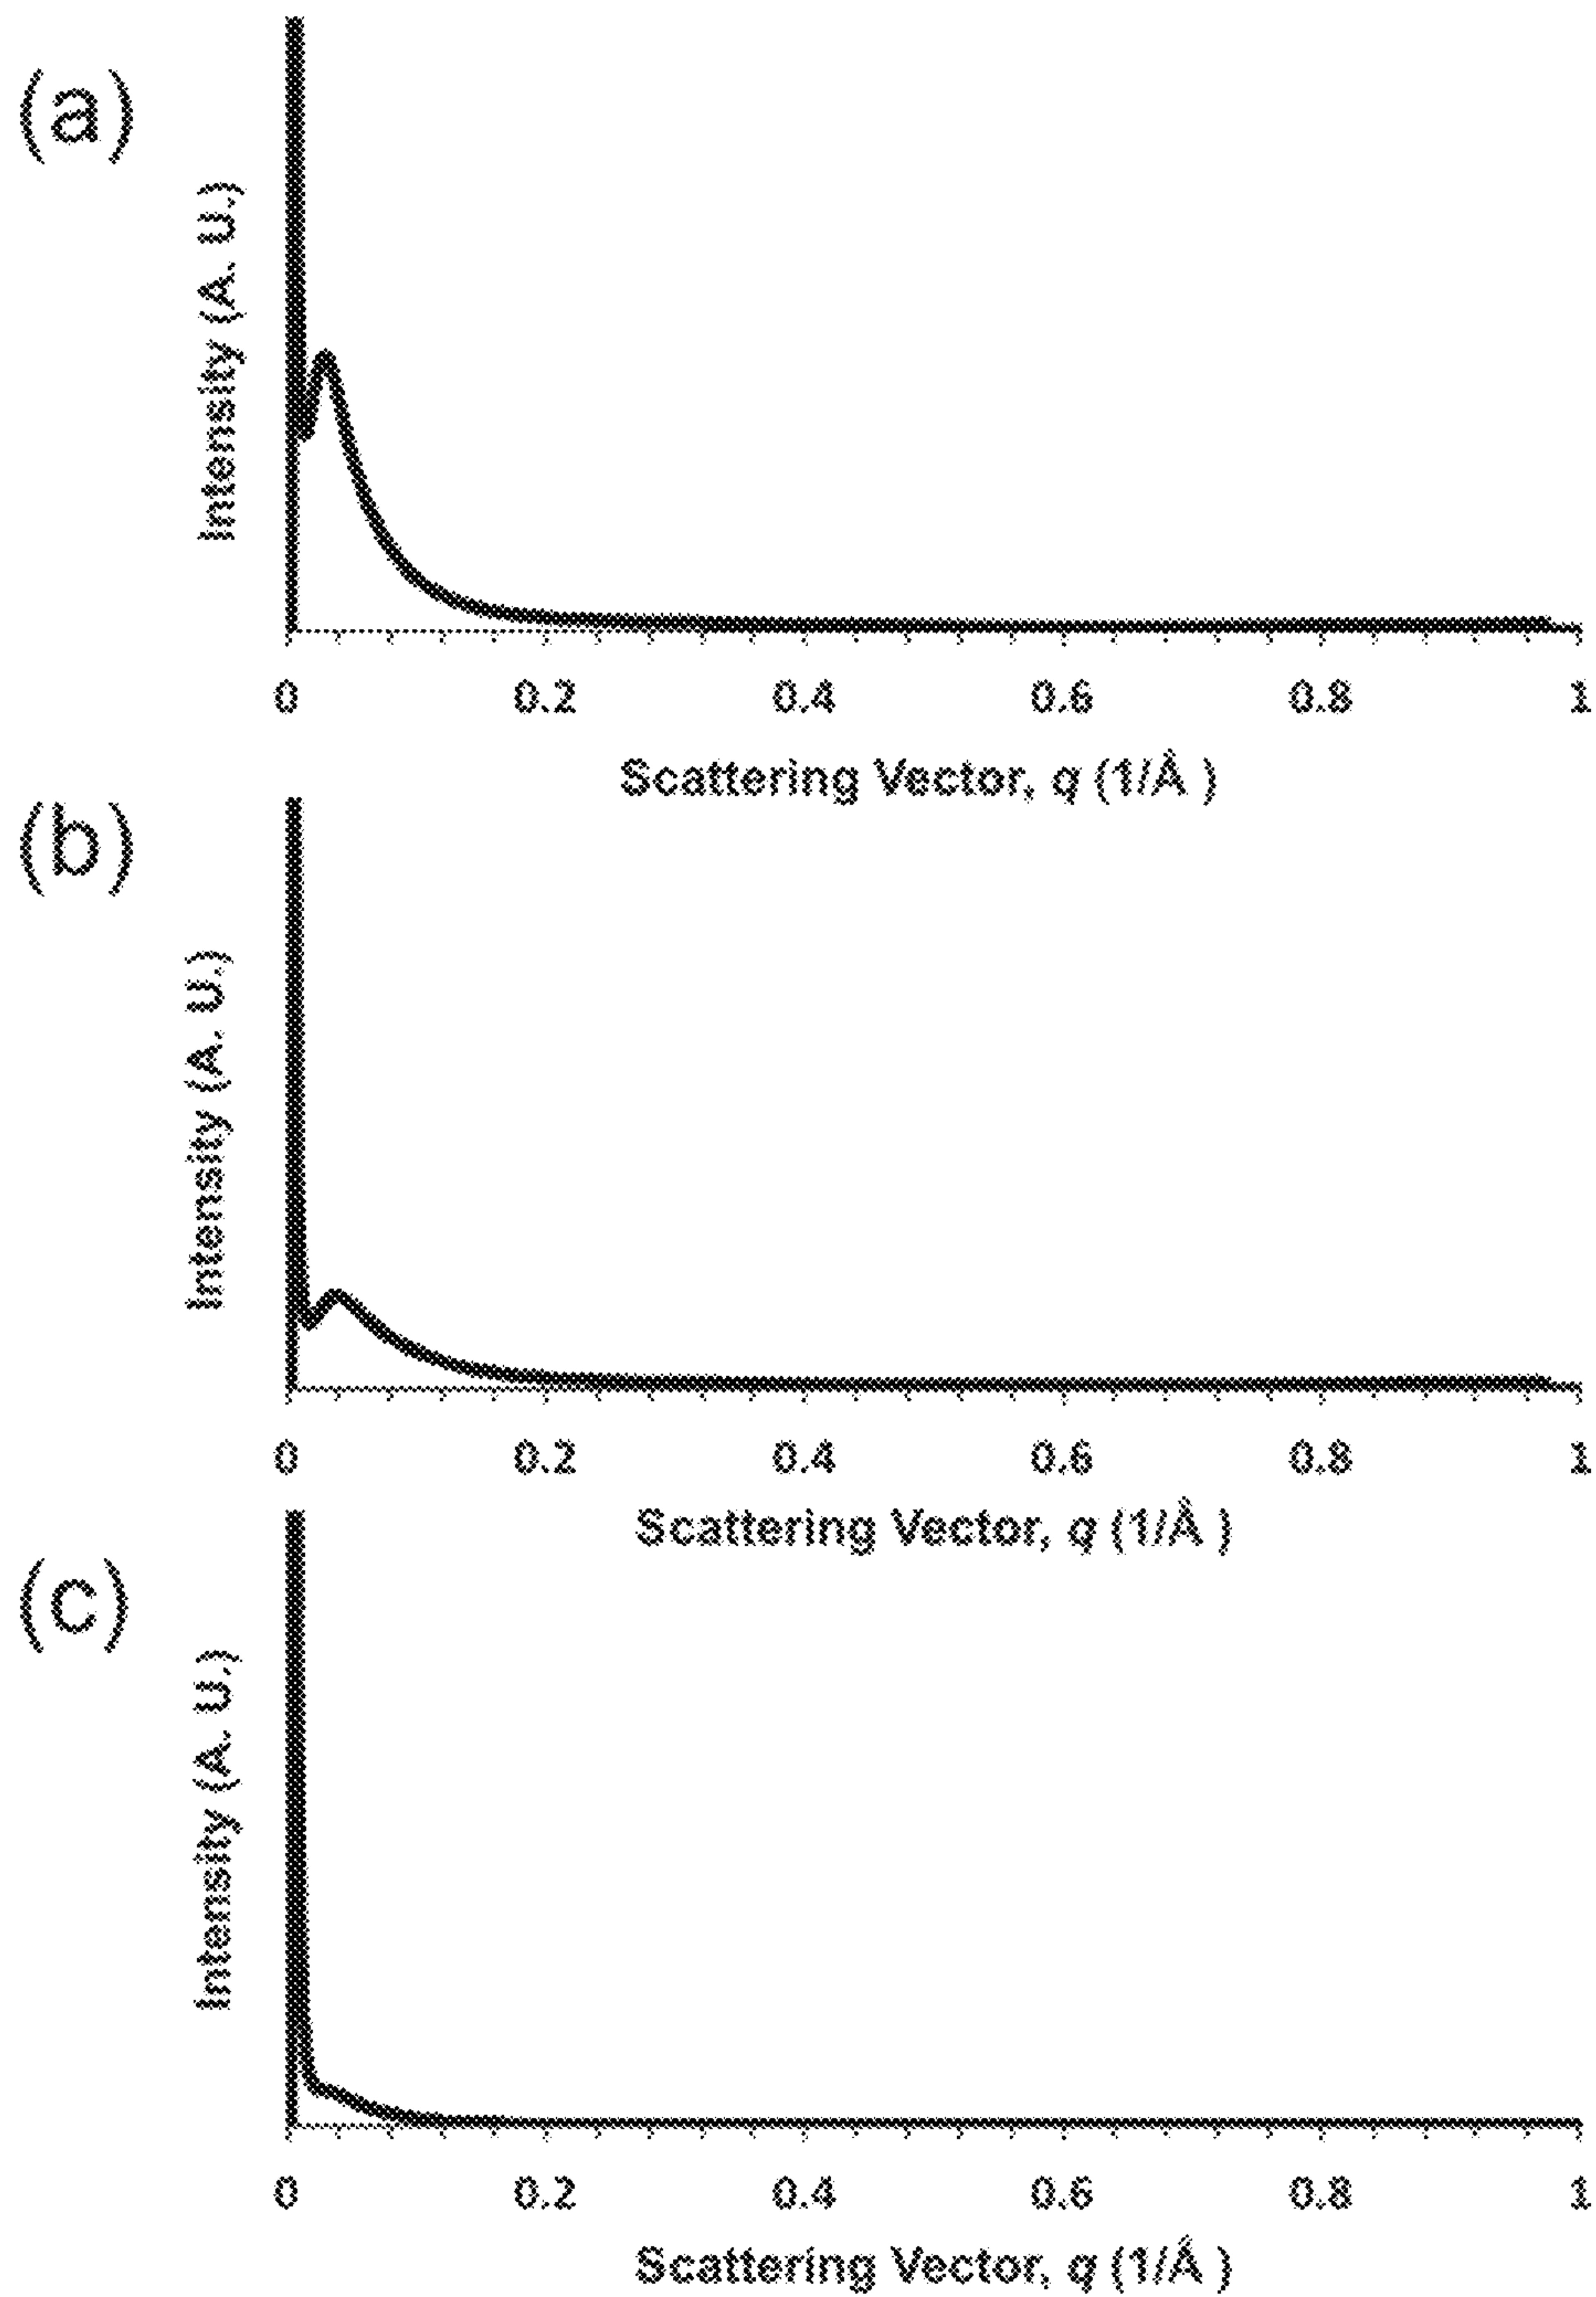 (a)
Intensity (A. U.)
0 0.2 0.4 0.6 0.8 1
Scattering Vector, q (1/Å )
(b)
Intensity (A. U.)
0 0.2 0.4 0.6 0.8 1
Scattering Vector, q (1/Å )
(c)
Intensity (A. U.)
0 0.2 0.4 0.6 0.8 1
Scattering Vector, q (1/Å )